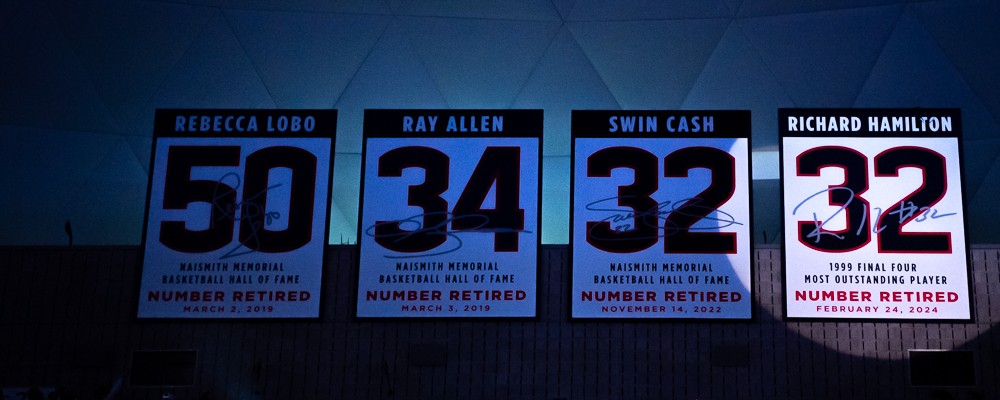 REBECCA LOBO
50
NAISMITH MEMORIAL
BASKETBALL HALL OF FAME
NUMBER RETIRED
MARCH 2, 2019
RAY ALLEN
34
NAISMITH MEMORIAL
BASKETBALL HALL OF FAME
NUMBER RETIRED
MARCH 3, 2019
SWIN CASH
32
NAISMITH MEMORIAL
BASKETBALL HALL OF FAME
NUMBER RETIRED
NOVEMBER 14, 2022
RICHARD HAMILTON
32
#32
1999 FINAL FOUR
MOST OUTSTANDING PLAYER
NUMBER RETIRED
FEBRUARY 24, 2024